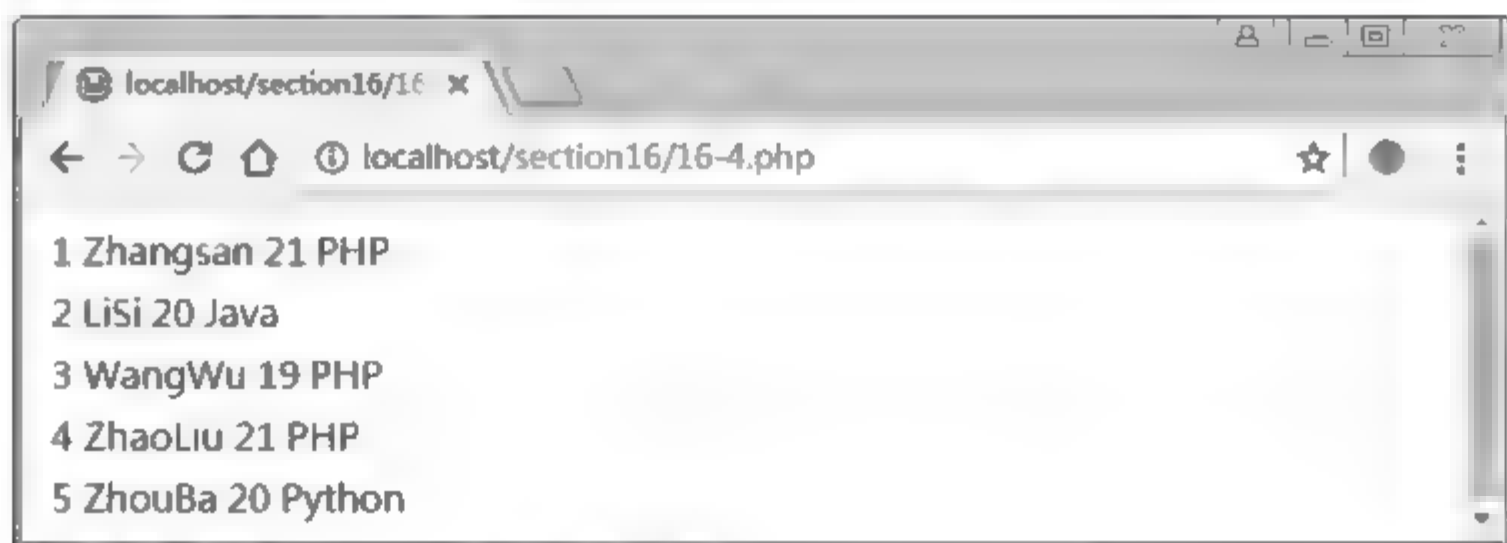 localhost/section16/16
localhost/section16/16-4.php
1 Zhangsan 21 PHP
2 LiSi 20 Java
3 WangWu 19 PHP
4 ZhaoLiu 21 PHP
5 ZhouBa 20 Python